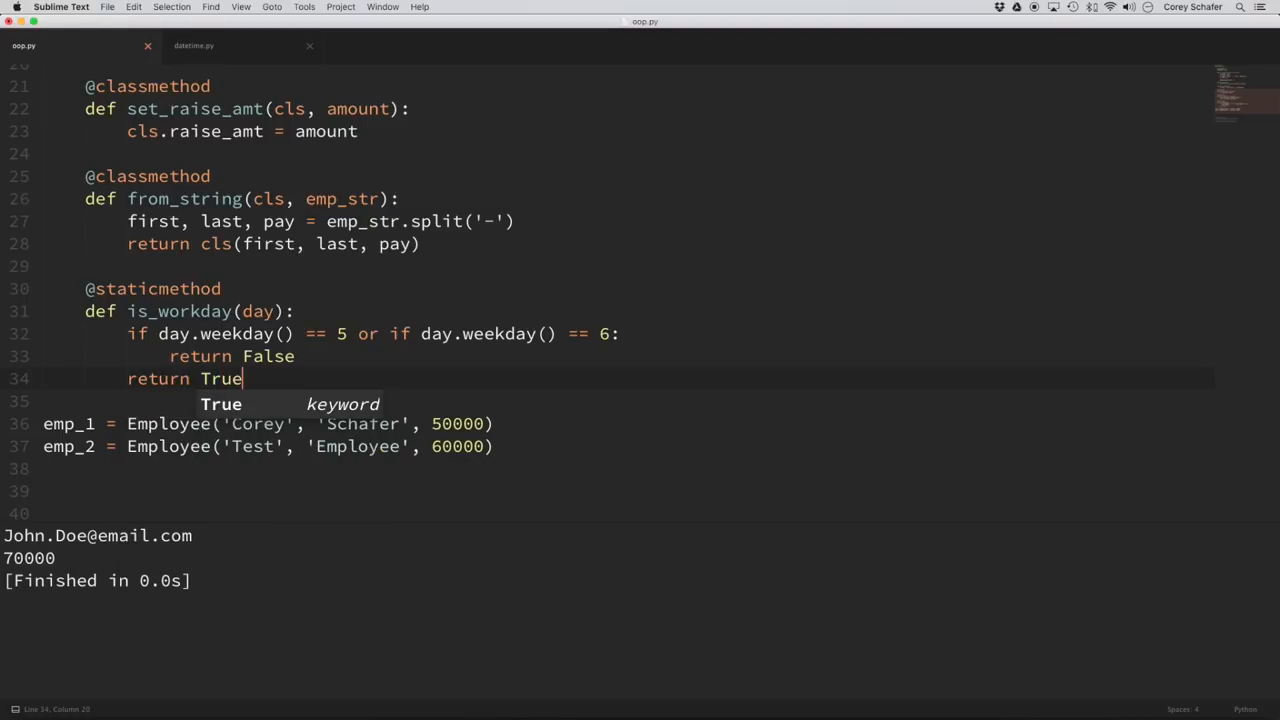 Sublime Text File Edit Selection Find View Goto Tools Project Window Help Corey Schafer
oop.py
oop.py datetime.py
20
21 @classmethod
22 def set_raise_amt(cls, amount):
23 cls.raise_amt = amount
24
25 @classmethod
26 def from_string(cls, emp_str):
27 first, last, pay = emp_str.split('-')
28 return cls(first, last, pay)
29
30 @staticmethod
31 def is_workday(day):
32 if day.weekday() == 5 or if day.weekday() == 6:
33 return False
34 return True
35 True keyword
36 emp_1 = Employee('Corey', 'Schafer', 50000)
37 emp_2 = Employee('Test', 'Employee', 60000)
38
39
40
John.Doe@email.com
70000
[Finished in 0.0s]
Line 34, Column 20 Spaces: 4 Python